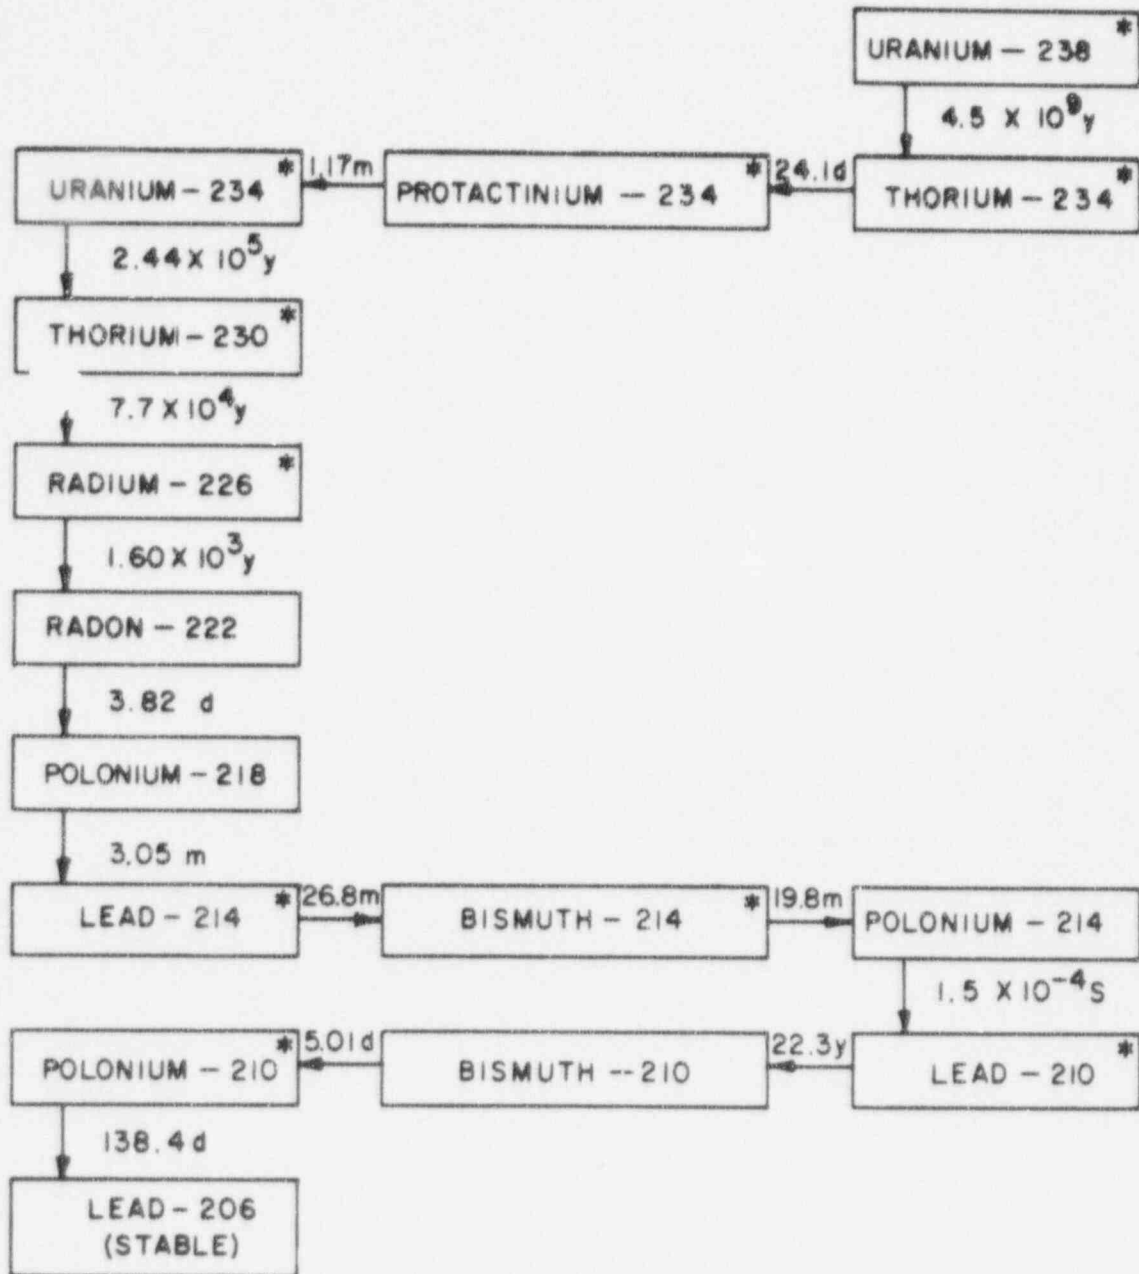 URANIUM — 238 *
4.5 X 10⁹y
URANIUM — 234 *
1.17m
PROTACTINIUM — 234 *
24.1d
THORIUM — 234 *
2.44 X 10⁵y
THORIUM — 230 *
7.7 X 10⁴y
RADIUM — 226 *
1.60 X 10³y
RADON — 222
3.82 d
POLONIUM — 218
3.05 m
LEAD — 214 *
26.8m
BISMUTH — 214 *
19.8m
POLONIUM — 214
1.5 X 10⁻⁴S
POLONIUM — 210 *
5.01d
BISMUTH -- 210
22.3y
LEAD — 210 *
138.4d
LEAD — 206
(STABLE)